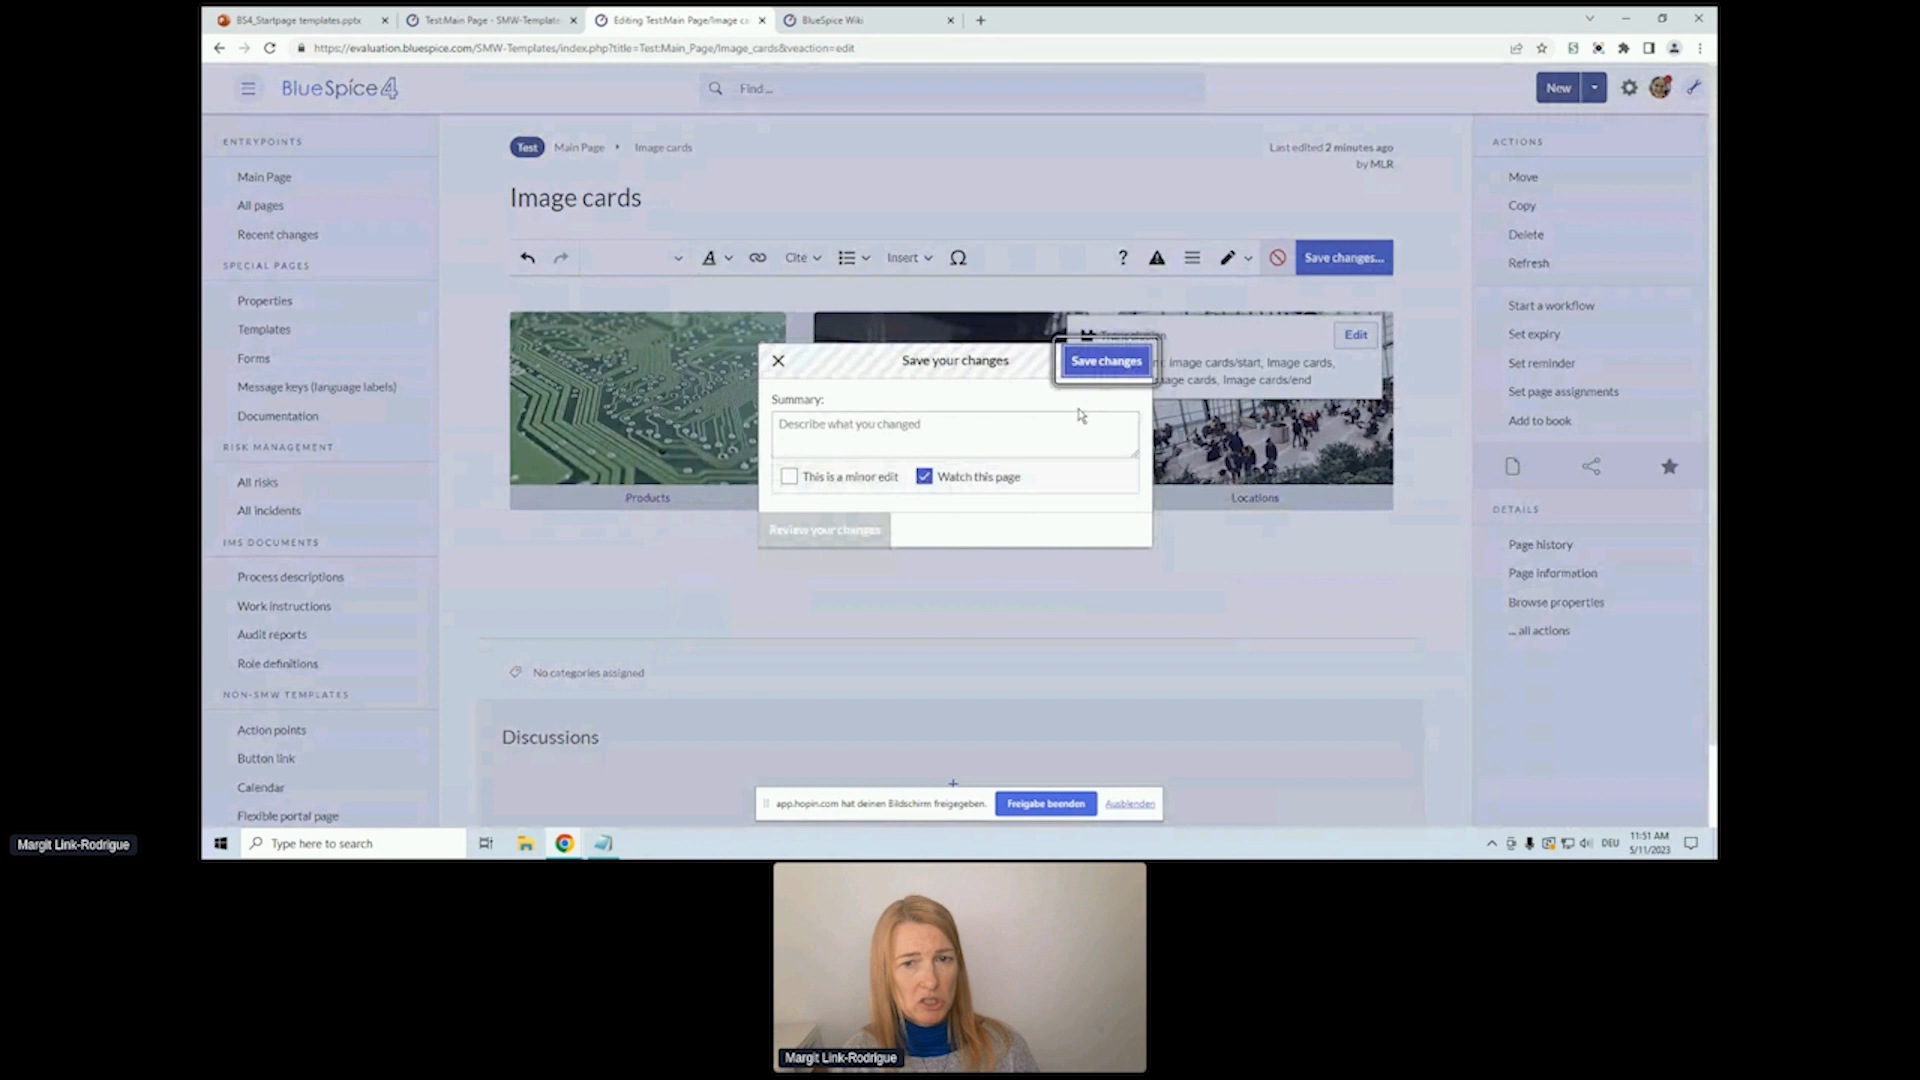 BS4_Startpage templates.pptx
Test:Main Page - SMW-Template
Editing Test:Main Page/Image ca
BlueSpice Wiki
https://evaluation.bluespice.com/SMW-Templates/index.php?title=Test:Main_Page/Image_cards&veaction=edit
BlueSpice 4
Find ...
New
ENTRYPOINTS
Main Page
All pages
Recent changes
SPECIAL PAGES
Properties
Templates
Forms
Message keys (language labels)
Documentation
RISK MANAGEMENT
All risks
All incidents
IMS DOCUMENTS
Process descriptions
Work instructions
Audit reports
Role definitions
NON-SMW TEMPLATES
Action points
Button link
Calendar
Flexible portal page
Test
Main Page
Image cards
Last edited 2 minutes ago
by MLR
Image cards
Cite
Insert
Ω
?
Save changes...
Edit
Image cards/start, Image cards,
Image cards, Image cards/end
Save your changes
Save changes
Summary:
Describe what you changed
This is a minor edit
Watch this page
Review your changes
Products
Locations
No categories assigned
Discussions
ACTIONS
Move
Copy
Delete
Refresh
Start a workflow
Set expiry
Set reminder
Set page assignments
Add to book
DETAILS
Page history
Page information
Browse properties
... all actions
app.hopin.com hat deinen Bildschirm freigegeben.
Freigabe beenden
Ausblenden
Type here to search
DEU
11:51 AM
5/11/2023
Margit Link-Rodrigue
Margit Link-Rodrigue